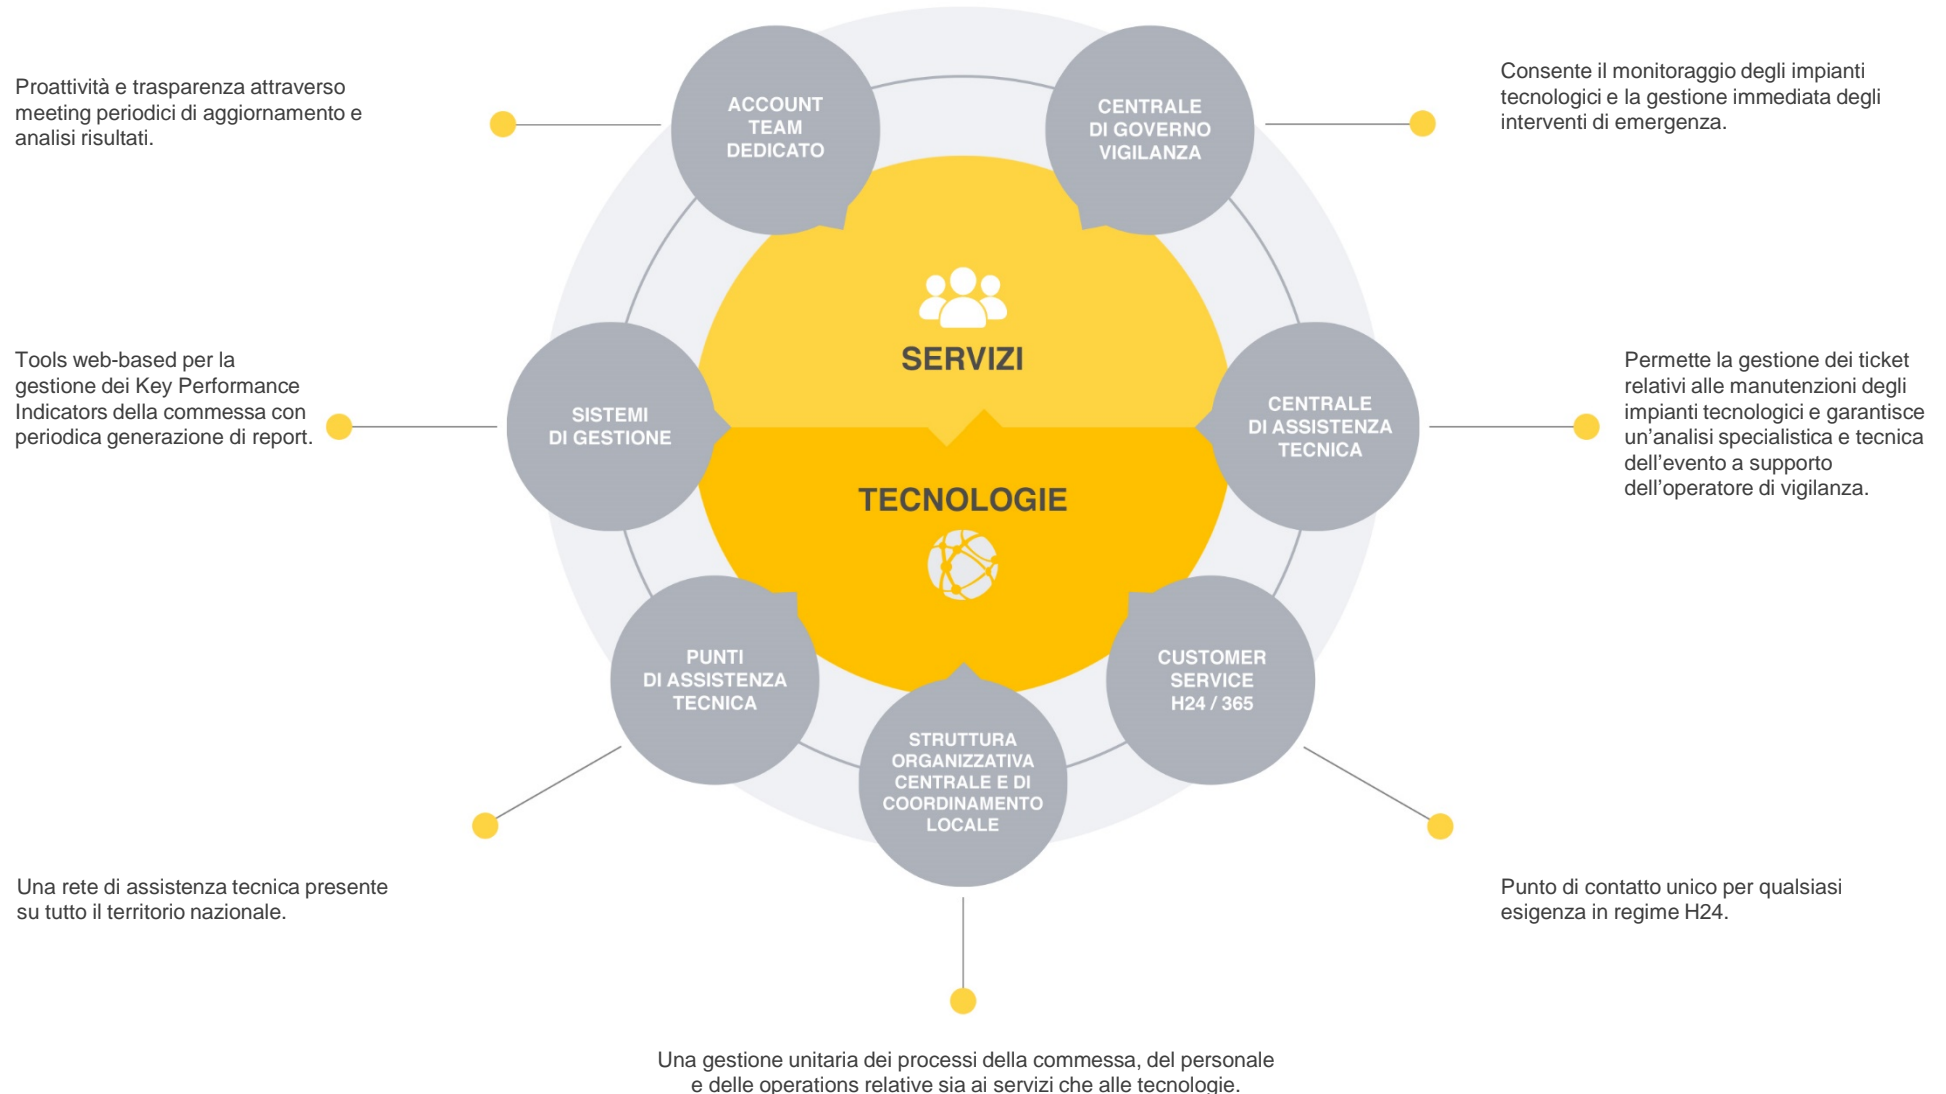 Proattività e trasparenza attraverso
meeting periodici di aggiornamento e
analisi risultati.
ACCOUNT
TEAM
DEDICATO
CENTRALE
DI GOVERNO
VIGILANZA
Consente il monitoraggio degli impianti
tecnologici e la gestione immediata degli
interventi di emergenza.
Tools web-based per la
gestione dei Key Performance
Indicators della commessa con
periodica generazione di report.
SISTEMI
DI GESTIONE
SERVIZI
TECNOLOGIE
CENTRALE
DI ASSISTENZA
TECNICA
Permette la gestione dei ticket
relativi alle manutenzioni degli
impianti tecnologici e garantisce
un’analisi specialistica e tecnica
dell’evento a supporto
dell’operatore di vigilanza.
PUNTI
DI ASSISTENZA
TECNICA
STRUTTURA
ORGANIZZATIVA
CENTRALE E DI
COORDINAMENTO
LOCALE
CUSTOMER
SERVICE
H24 / 365
Una rete di assistenza tecnica presente
su tutto il territorio nazionale.
Punto di contatto unico per qualsiasi
esigenza in regime H24.
Una gestione unitaria dei processi della commessa, del personale
e delle operations relative sia ai servizi che alle tecnologie.